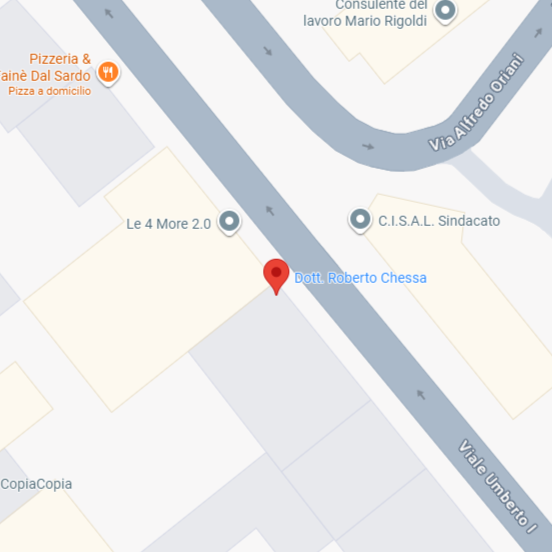 Consulente del
lavoro Mario Rigoldi
Pizzeria &
ainè Dal Sardo
Pizza a domicilio
Via Alfredo Oriani
Le 4 More 2.0
C.I.S.A.L. Sindacato
Dott. Roberto Chessa
Viale Umberto I
CopiaCopia